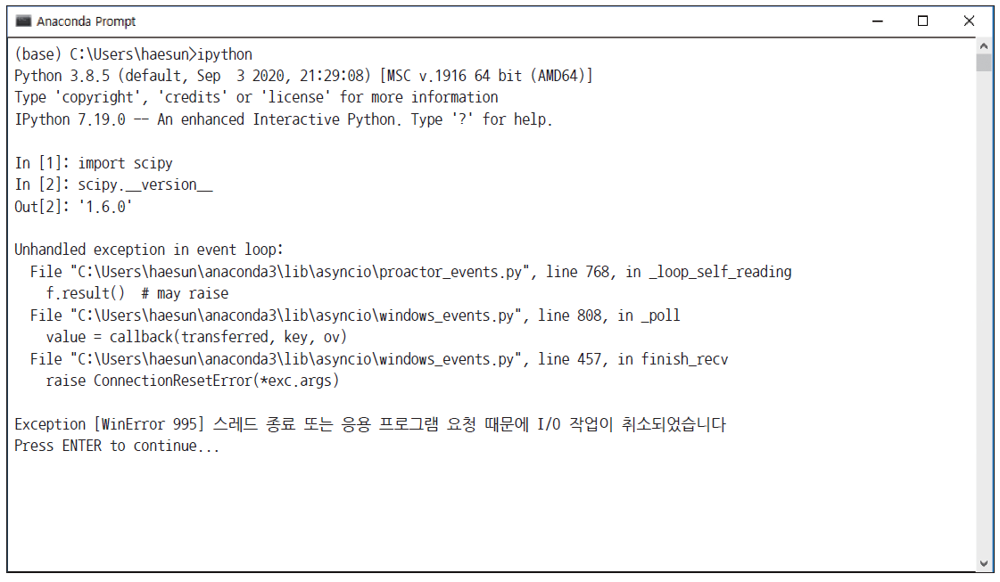 Anaconda Prompt
(base) C:\Users\haesun>ipython
Python 3.8.5 (default, Sep  3 2020, 21:29:08) [MSC v.1916 64 bit (AMD64)]
Type 'copyright', 'credits' or 'license' for more information
IPython 7.19.0 -- An enhanced Interactive Python. Type '?' for help.
In [1]: import scipy
In [2]: scipy.__version__
Out[2]: '1.6.0'
Unhandled exception in event loop:
  File "C:\Users\haesun\anaconda3\lib\asyncio\proactor_events.py", line 768, in _loop_self_reading
    f.result()  # may raise
  File "C:\Users\haesun\anaconda3\lib\asyncio\windows_events.py", line 808, in _poll
    value = callback(transferred, key, ov)
  File "C:\Users\haesun\anaconda3\lib\asyncio\windows_events.py", line 457, in finish_recv
    raise ConnectionResetError(*exc.args)
Exception [WinError 995] 스레드 종료 또는 응용 프로그램 요청 때문에 I/O 작업이 취소되었습니다
Press ENTER to continue...